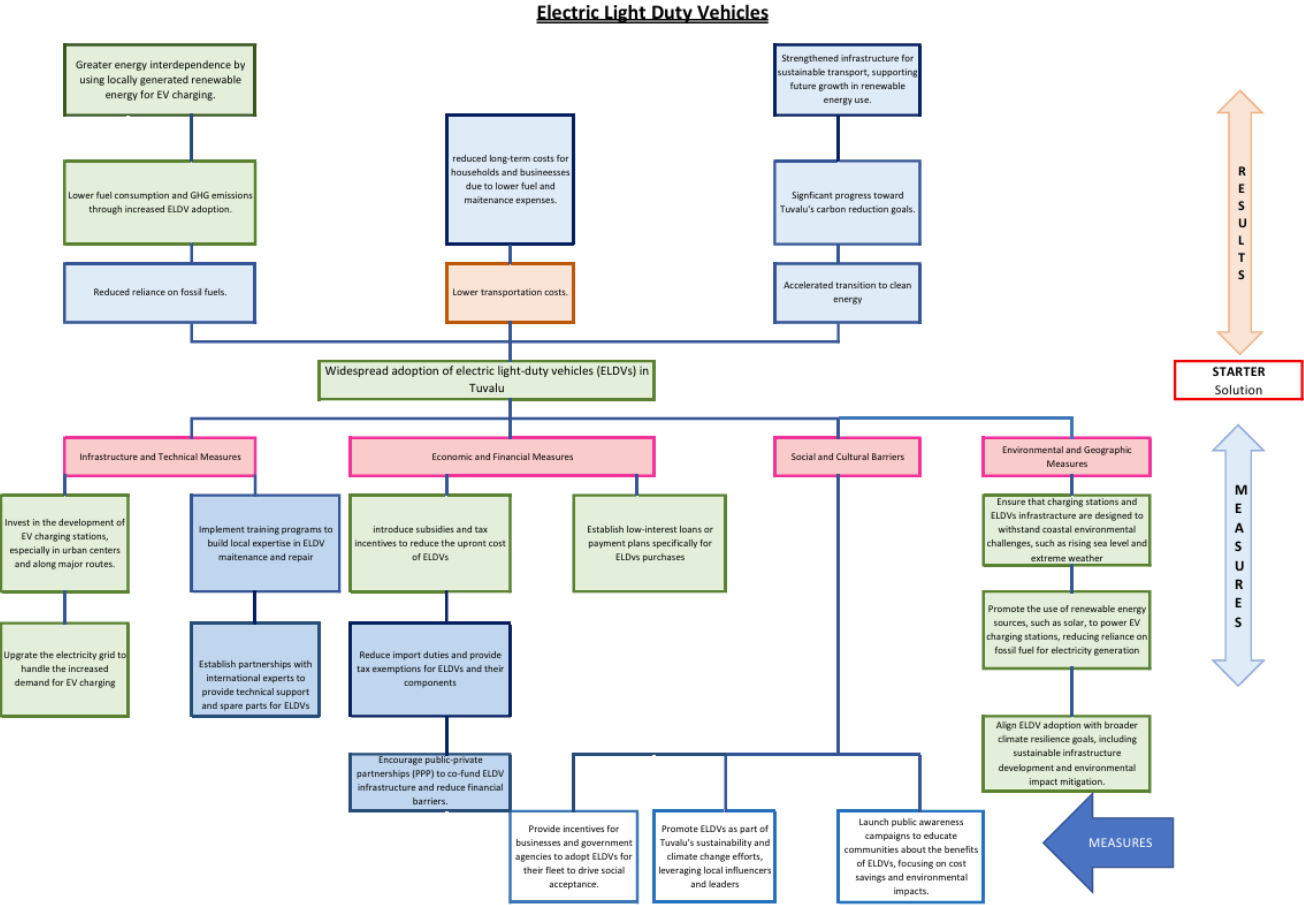 Electric Light Duty Vehicles
Greater energy interdependence by
using locally generated renewable
energy for EV charging.
Strengthened infrastructure for
sustainable transport, supporting
future growth in renewable
energy use.
reduced long-term costs for
households and busineesses
due to lower fuel and
maitenance expenses.
Lower fuel consumption and GHG emissions
through increased ELDV adoption.
Signficant progress toward
Tuvalu's carbon reduction goals.
RESULTS
Reduced reliance on fossil fuels.
Lower transportation costs.
Accelerated transition to clean
energy
Widespread adoption of electric light-duty vehicles (ELDVs) in
Tuvalu
STARTER
Solution
Infrastructure and Technical Measures
Economic and Financial Measures
Social and Cultural Barriers
Environmental and Geographic
Measures
MEASURES
Invest in the development of
EV charging stations,
especially in urban centers
and along major routes.
Implement training programs to
build local expertise in ELDV
maitenance and repair
introduce subsidies and tax
incentives to reduce the upront cost
of ELDVs
Establish low-interest loans or
payment plans specifically for
ELDvs purchases
Ensure that charging stations and
ELDVs infrastracture are designed to
withstand coastal environmental
challenges, such as rising sea level and
extreme weather
Upgrate the electricity grid to
handle the increased
demand for EV charging
Establish partnerships with
international experts to
provide technical support
and spare parts for ELDVs
Reduce import duties and provide
tax exemptions for ELDVs and their
components
Promote the use of renewable energy
sources, such as solar, to power EV
charging stations, reducing reliance on
fossil fuel for electricity generation
Encourage public-private
partnerships (PPP) to co-fund ELDV
infrastructure and reduce financial
barriers.
Align ELDV adoption with broader
climate resilience goals, including
sustainable infrastructure
development and environmental
impact mitigation.
Provide incentives for
businesses and government
agencies to adopt ELDVs for
their fleet to drive social
acceptance.
Promote ELDVs as part of
Tuvalu's sustainability and
climate change efforts,
leveraging local influencers
and leaders
Launch public awareness
campaigns to educate
communities about the benefits
of ELDVs, focusing on cost
savings and environmental
impacts.
MEASURES